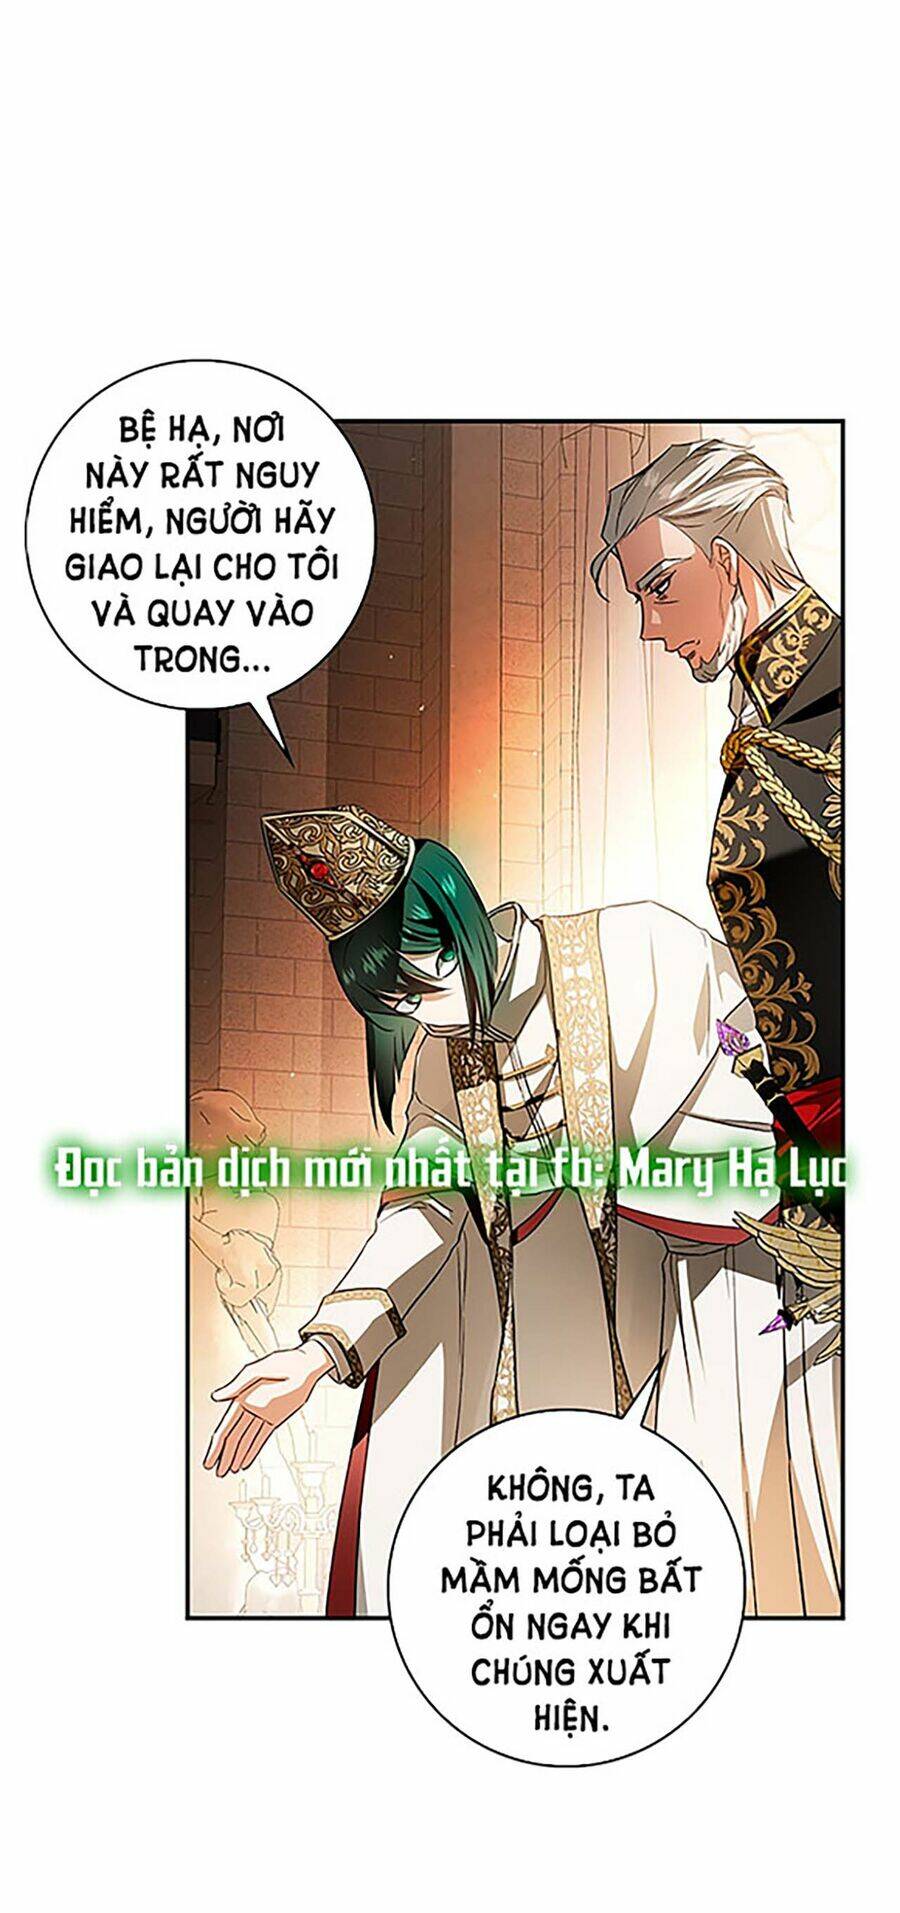 BỆ HẠ, NƠI
NÀY RẤT NGUY
HIỂM, NGƯỜI HÃY
GIAO LẠI CHO TÔI
VÀ QUAY VÀO
TRONG...
Đọc bản dịch mới nhất tại fb: Mary Hạ Lục
KHÔNG, TA
PHẢI LOẠI BỎ
MẦM MỐNG BẤT
ỔN NGAY KHI
CHÚNG XUẤT
HIỆN.